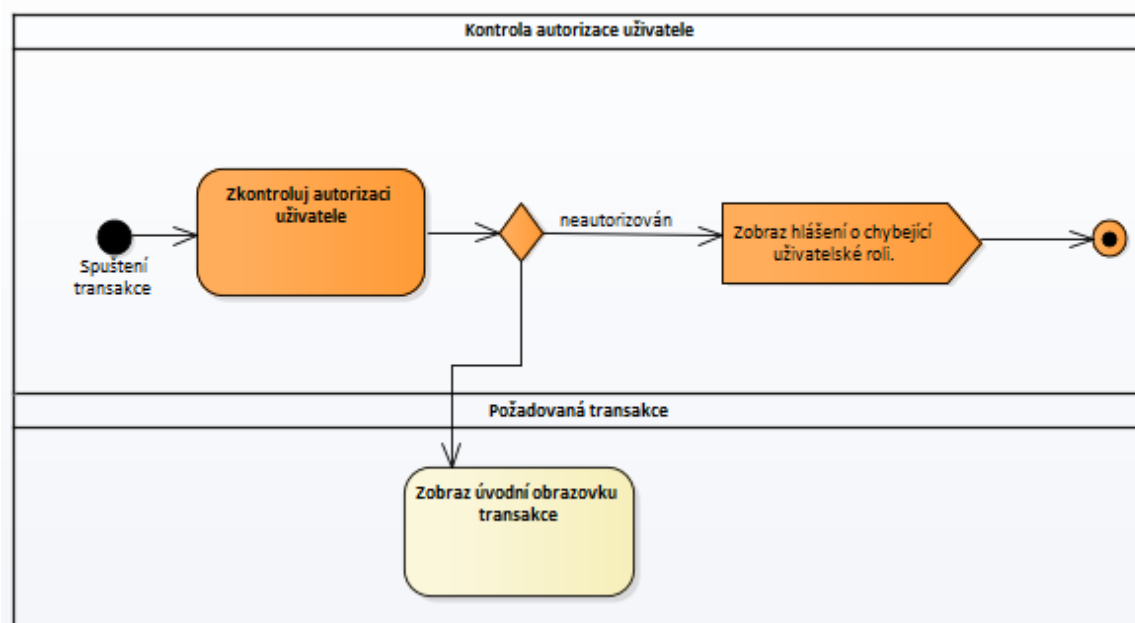 Kontrola autorizace uživatele
Zkontroluj autorizaci
uživatele
Spuštení
transakce
neautorizován
Zobraz hlášení o chybející
uživatelské roli.
Požadovaná transakce
Zobraz úvodní obrazovku
transakce